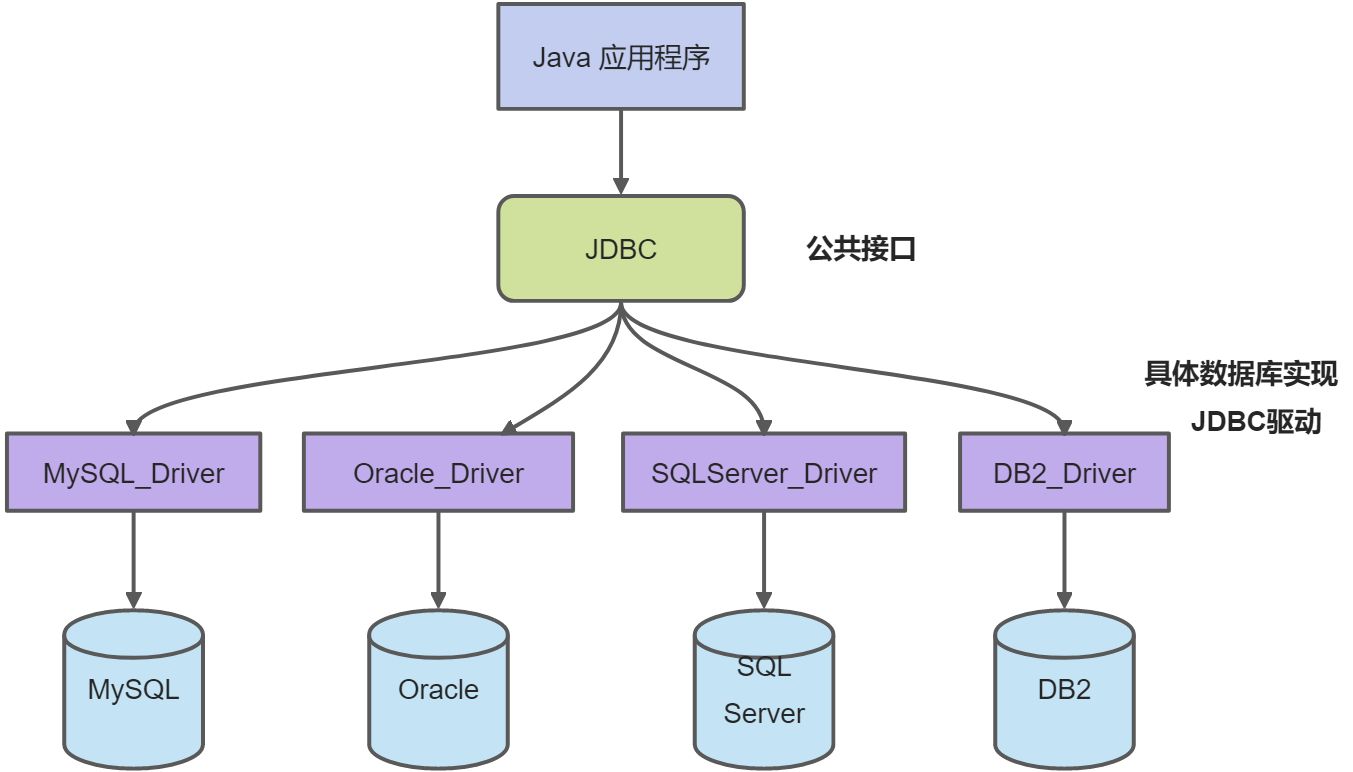 Java 应用程序
JDBC
公共接口
具体数据库实现
JDBC驱动
MySQL_Driver
Oracle_Driver
SQLServer_Driver
DB2_Driver
MySQL
Oracle
SQL
Server
DB2